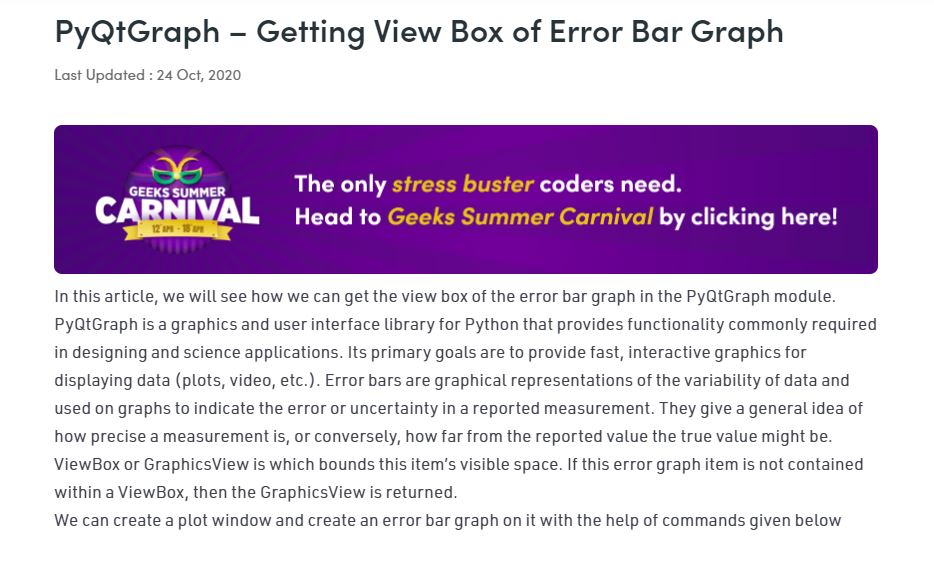 PyQtGraph – Getting View Box of Error Bar Graph
Last Updated : 24 Oct, 2020
GEEKS SUMMER
CARNIVAL
12 APR - 18 APR
The only stress buster coders need.
Head to Geeks Summer Carnival by clicking here!
In this article, we will see how we can get the view box of the error bar graph in the PyQtGraph module.
PyQtGraph is a graphics and user interface library for Python that provides functionality commonly required
in designing and science applications. Its primary goals are to provide fast, interactive graphics for
displaying data (plots, video, etc.). Error bars are graphical representations of the variability of data and
used on graphs to indicate the error or uncertainty in a reported measurement. They give a general idea of
how precise a measurement is, or conversely, how far from the reported value the true value might be.
ViewBox or GraphicsView is which bounds this item’s visible space. If this error graph item is not contained
within a ViewBox, then the GraphicsView is returned.
We can create a plot window and create an error bar graph on it with the help of commands given below